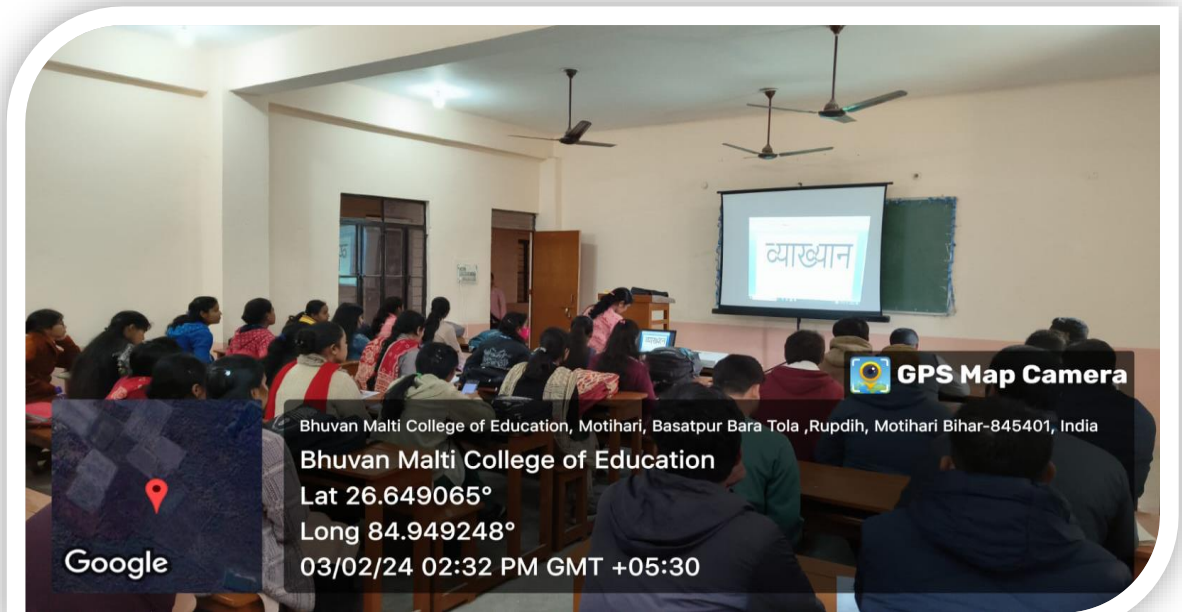 व्याख्यान
GPS Map Camera
Bhuvan Malti College of Education, Motihari, Basatpur Bara Tola ,Rupdih, Motihari Bihar-845401, India
Bhuvan Malti College of Education
Lat 26.649065°
Long 84.949248°
03/02/24 02:32 PM GMT +05:30
Google